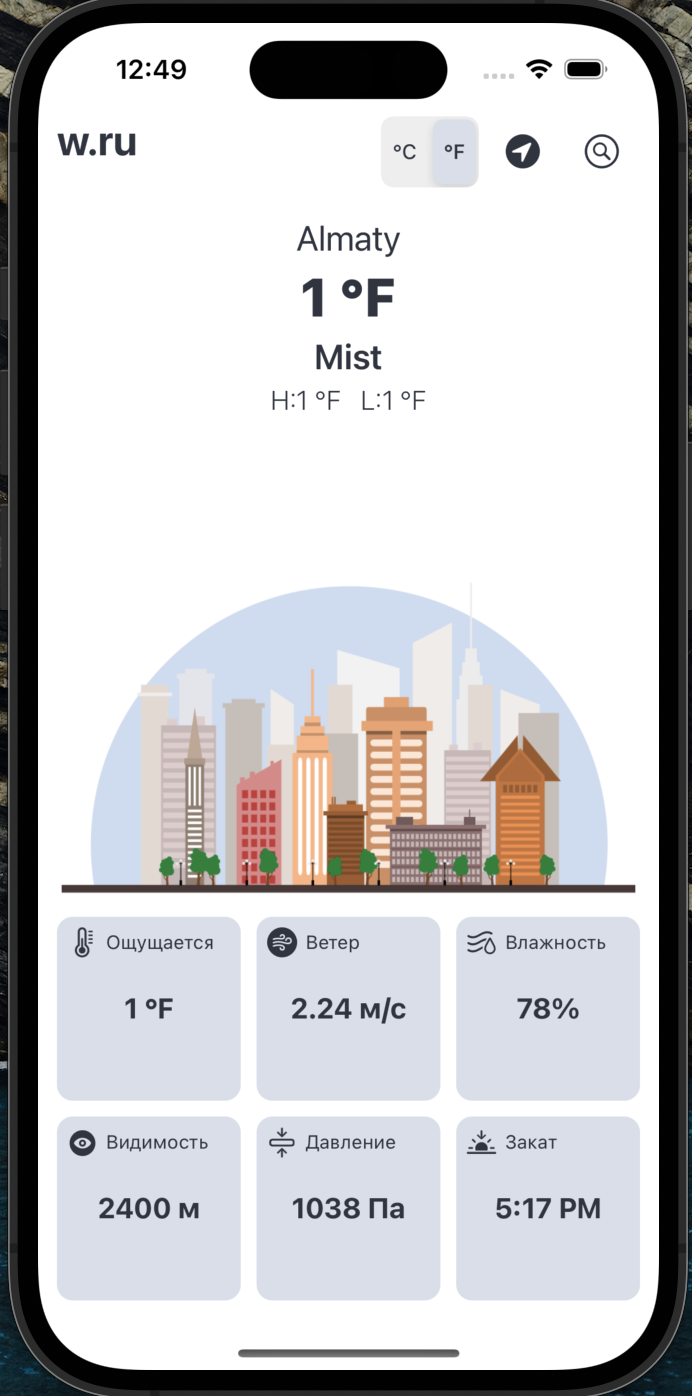 12:49
w.ru
°C °F
Almaty
1 °F
Mist
H:1 °F L:1 °F
Ощущается
1 °F
Ветер
2.24 м/с
Влажность
78%
Видимость
2400 м
Давление
1038 Па
Закат
5:17 PM